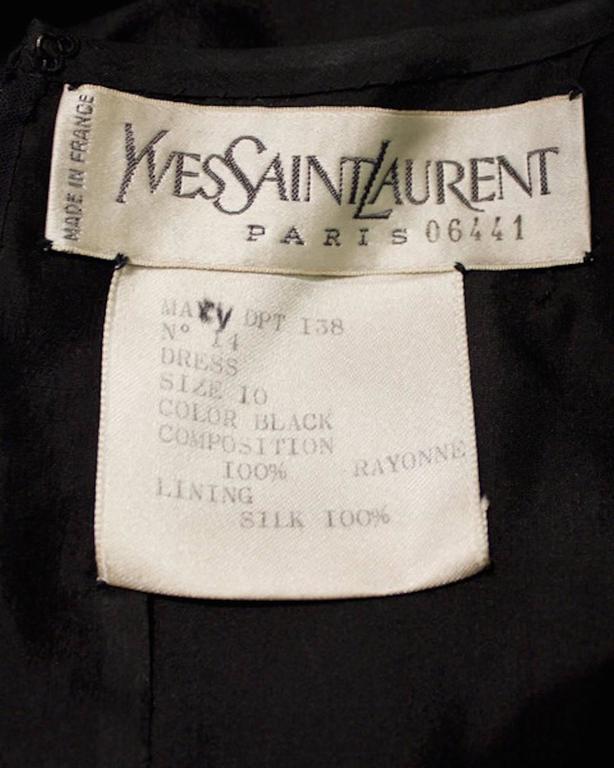 MADE IN FRANCE
YVES SAINT LAURENT
PARIS 06441
DPT 138
N° 14
DRESS
SIZE 10
COLOR BLACK
COMPOSITION
100% RAYONNE
LINING
SILK 100%